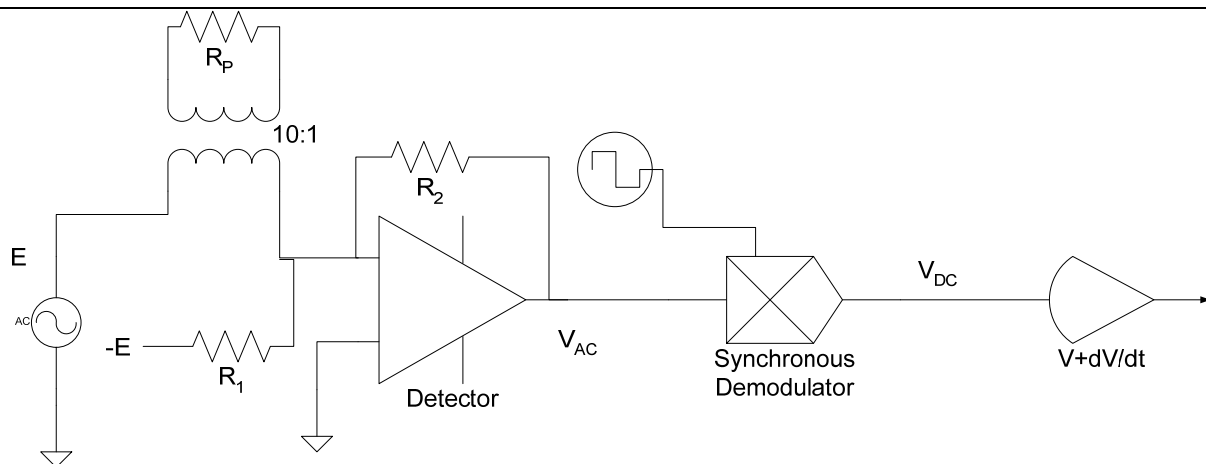 R_P
10:1
R_2
E
AC
-E
R_1
V_AC
Detector
Synchronous
Demodulator
V_DC
V+dV/dt